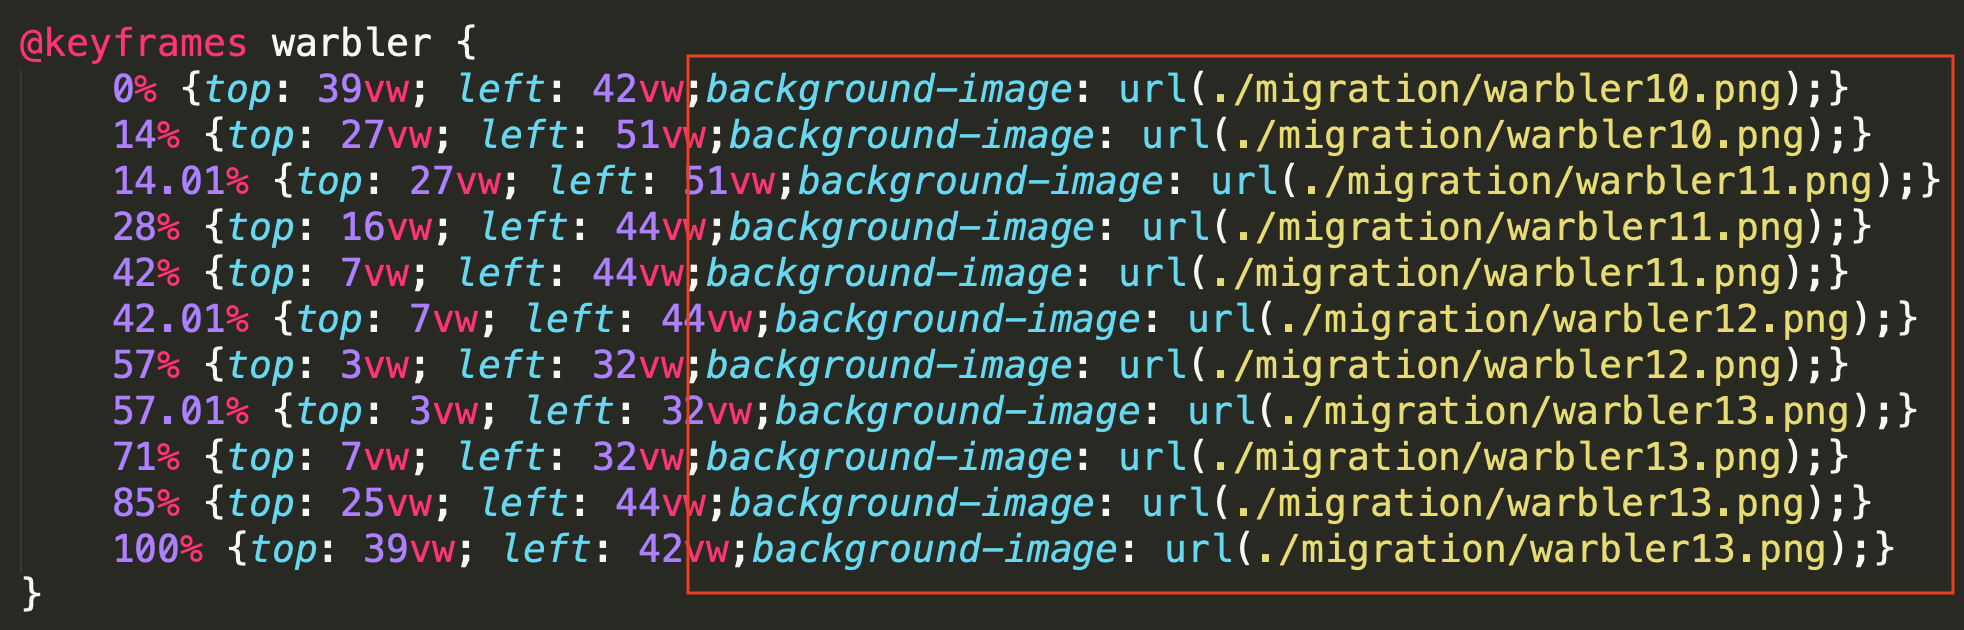 @keyframes warbler {
0% {top: 39vw; left: 42vw;background-image: url(./migration/warbler10.png);}
14% {top: 27vw; left: 51vw;background-image: url(./migration/warbler10.png);}
14.01% {top: 27vw; left: 51vw;background-image: url(./migration/warbler11.png);}
28% {top: 16vw; left: 44vw;background-image: url(./migration/warbler11.png);}
42% {top: 7vw; left: 44vw;background-image: url(./migration/warbler11.png);}
42.01% {top: 7vw; left: 44vw;background-image: url(./migration/warbler12.png);}
57% {top: 3vw; left: 32vw;background-image: url(./migration/warbler12.png);}
57.01% {top: 3vw; left: 32vw;background-image: url(./migration/warbler13.png);}
71% {top: 7vw; left: 32vw;background-image: url(./migration/warbler13.png);}
85% {top: 25vw; left: 44vw;background-image: url(./migration/warbler13.png);}
100% {top: 39vw; left: 42vw;background-image: url(./migration/warbler13.png);}
}